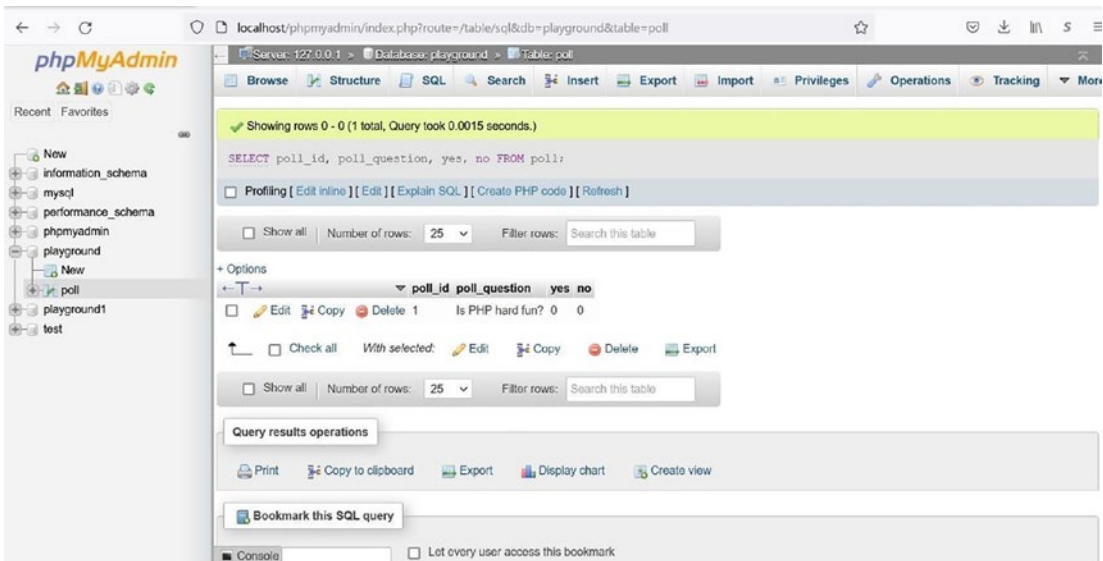 localhost/phpmyadmin/index.php?route=/table/sql&db=playground&table=poll
S
phpMyAdmin
Recent Favorites
New
information_schema
mysql
performance_schema
phpmyadmin
playground
New
poll
playground1
test
Server: 127.0.0.1 » Database: playground » Table: poll
Browse Structure SQL Search Insert Export Import Privileges Operations Tracking More
Showing rows 0 - 0 (1 total, Query took 0.0015 seconds.)
SELECT poll_id, poll_question, yes, no FROM poll;
Profiling [ Edit inline ] [ Edit ] [ Explain SQL ] [ Create PHP code ] [ Refresh ]
Show all Number of rows: 25 Filter rows: Search this table
+ Options
←T→ poll_id poll_question yes no
Edit Copy Delete 1 Is PHP hard fun? 0 0
Check all With selected: Edit Copy Delete Export
Show all Number of rows: 25 Filter rows: Search this table
Query results operations
Print Copy to clipboard Export Display chart Create view
Bookmark this SQL query
Console Let every user access this bookmark